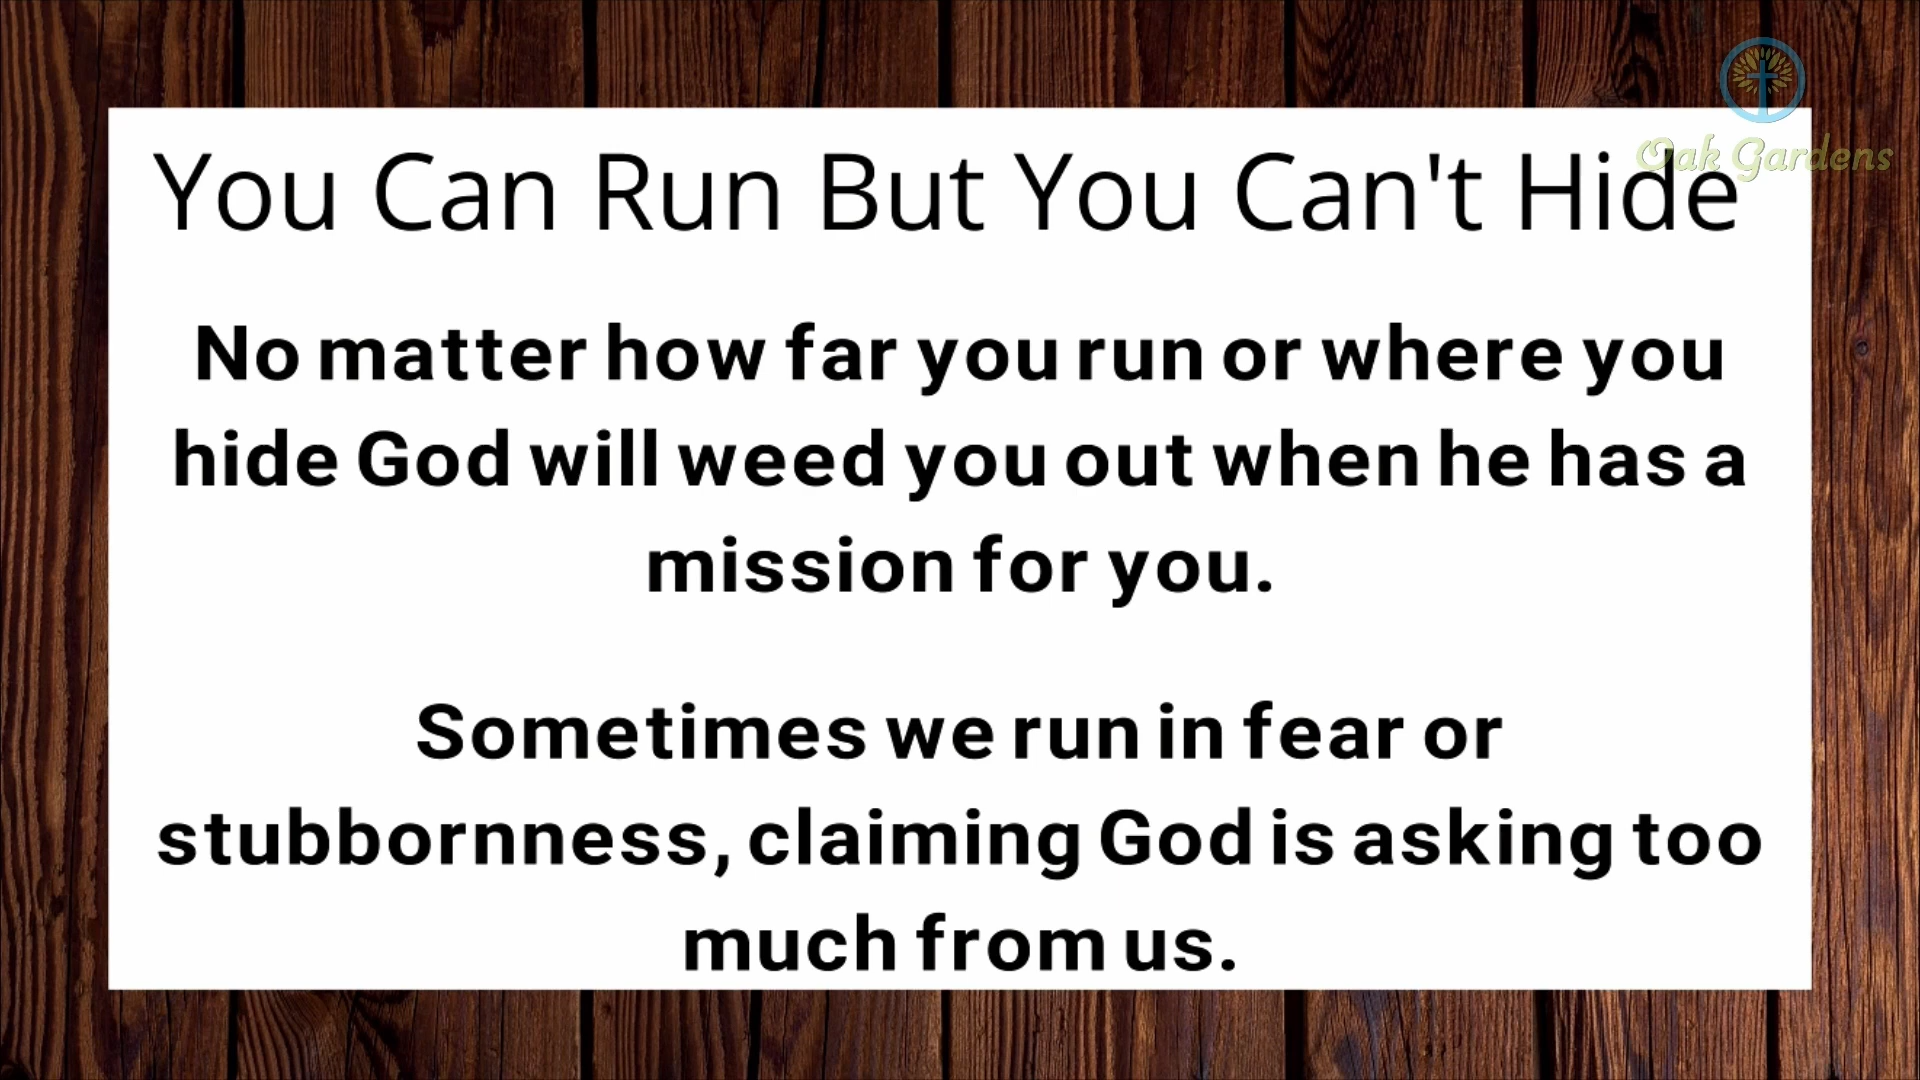 Oak Gardens
You Can Run But You Can't Hide
No matter how far you run or where you
hide God will weed you out when he has a
mission for you.
Sometimes we run in fear or
stubbornness, claiming God is asking too
much from us.